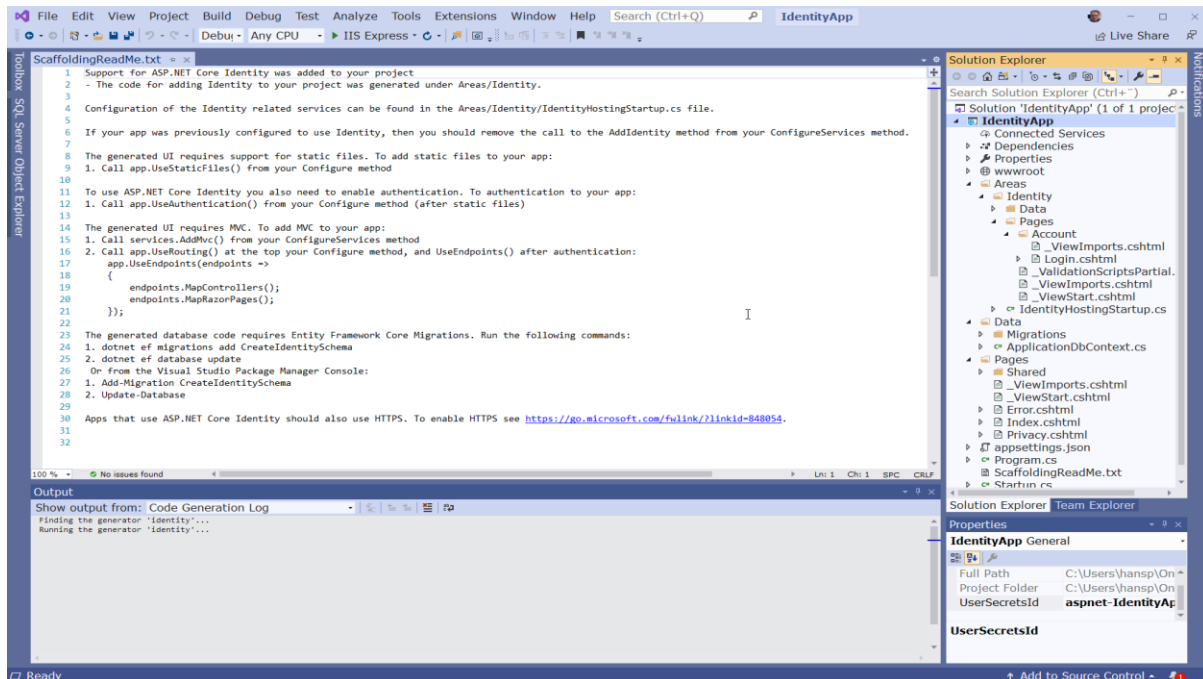 File Edit View Project Build Debug Test Analyze Tools Extensions Window Help Search (Ctrl+Q) IdentityApp
Debug Any CPU IIS Express Live Share
Toolbox
SQL Server Object Explorer
ScaffoldingReadMe.txt
1 Support for ASP.NET Core Identity was added to your project
2 - The code for adding Identity to your project was generated under Areas/Identity.
3
4 Configuration of the Identity related services can be found in the Areas/Identity/IdentityHostingStartup.cs file.
5
6 If your app was previously configured to use Identity, then you should remove the call to the AddIdentity method from your ConfigureServices method.
7
8 The generated UI requires support for static files. To add static files to your app:
9 1. Call app.UseStaticFiles() from your Configure method
10
11 To use ASP.NET Core Identity you also need to enable authentication. To authentication to your app:
12 1. Call app.UseAuthentication() from your Configure method (after static files)
13
14 The generated UI requires MVC. To add MVC to your app:
15 1. Call services.AddMvc() from your ConfigureServices method
16 2. Call app.UseRouting() at the top your Configure method, and UseEndpoints() after authentication:
17 app.UseEndpoints(endpoints =>
18 {
19 endpoints.MapControllers();
20 endpoints.MapRazorPages();
21 });
22
23 The generated database code requires Entity Framework Core Migrations. Run the following commands:
24 1. dotnet ef migrations add CreateIdentitySchema
25 2. dotnet ef database update
26 Or from the Visual Studio Package Manager Console:
27 1. Add-Migration CreateIdentitySchema
28 2. Update-Database
29
30 Apps that use ASP.NET Core Identity should also use HTTPS. To enable HTTPS see https://go.microsoft.com/fwlink/?linkid=848054.
31
32
100 % No issues found Ln: 1 Ch: 1 SPC CRLF
Output
Show output from: Code Generation Log
Finding the generator 'identity'...
Running the generator 'identity'...
Solution Explorer
Search Solution Explorer (Ctrl+¨)
Solution 'IdentityApp' (1 of 1 projec
IdentityApp
Connected Services
Dependencies
Properties
wwwroot
Areas
Identity
Data
Pages
Account
_ViewImports.cshtml
Login.cshtml
_ValidationScriptsPartial.
_ViewImports.cshtml
_ViewStart.cshtml
IdentityHostingStartup.cs
Data
Migrations
ApplicationDbContext.cs
Pages
Shared
_ViewImports.cshtml
_ViewStart.cshtml
Error.cshtml
Index.cshtml
Privacy.cshtml
appsettings.json
Program.cs
ScaffoldingReadMe.txt
Startup.cs
Solution Explorer Team Explorer
Properties
IdentityApp General
Full Path C:\Users\hansp\On
Project Folder C:\Users\hansp\On
UserSecretsId aspnet-IdentityAp
UserSecretsId
Notifications
Ready Add to Source Control 1